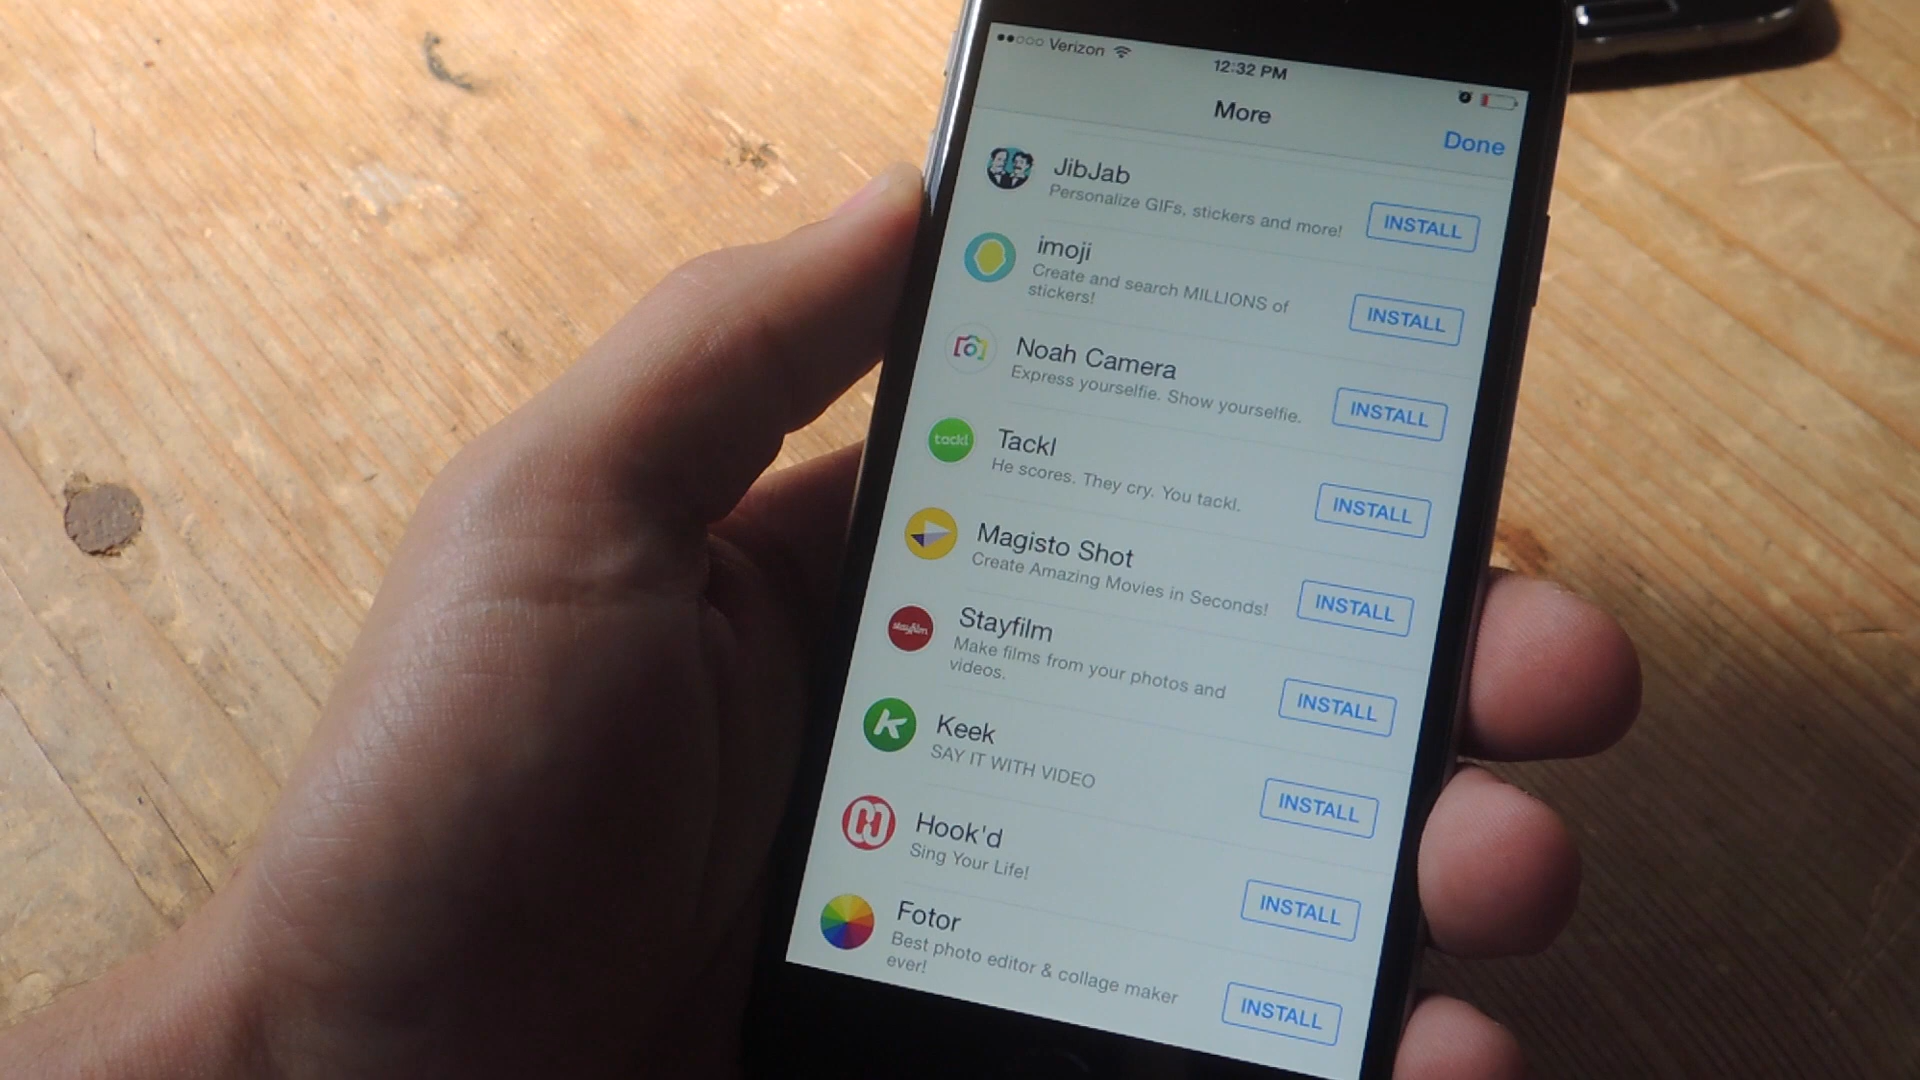 Verizon
12:32 PM
More
Done
JibJab
Personalize GIFs, stickers and more!
INSTALL
imoji
Create and search MILLIONS of
stickers!
INSTALL
Noah Camera
Express yourselfie. Show yourselfie.
INSTALL
tackl
Tackl
He scores. They cry. You tackl.
INSTALL
Magisto Shot
Create Amazing Movies in Seconds!
INSTALL
stayfilm
Stayfilm
Make films from your photos and
videos.
INSTALL
K
Keek
SAY IT WITH VIDEO
INSTALL
H
Hook'd
Sing Your Life!
INSTALL
Fotor
Best photo editor & collage maker
ever!
INSTALL